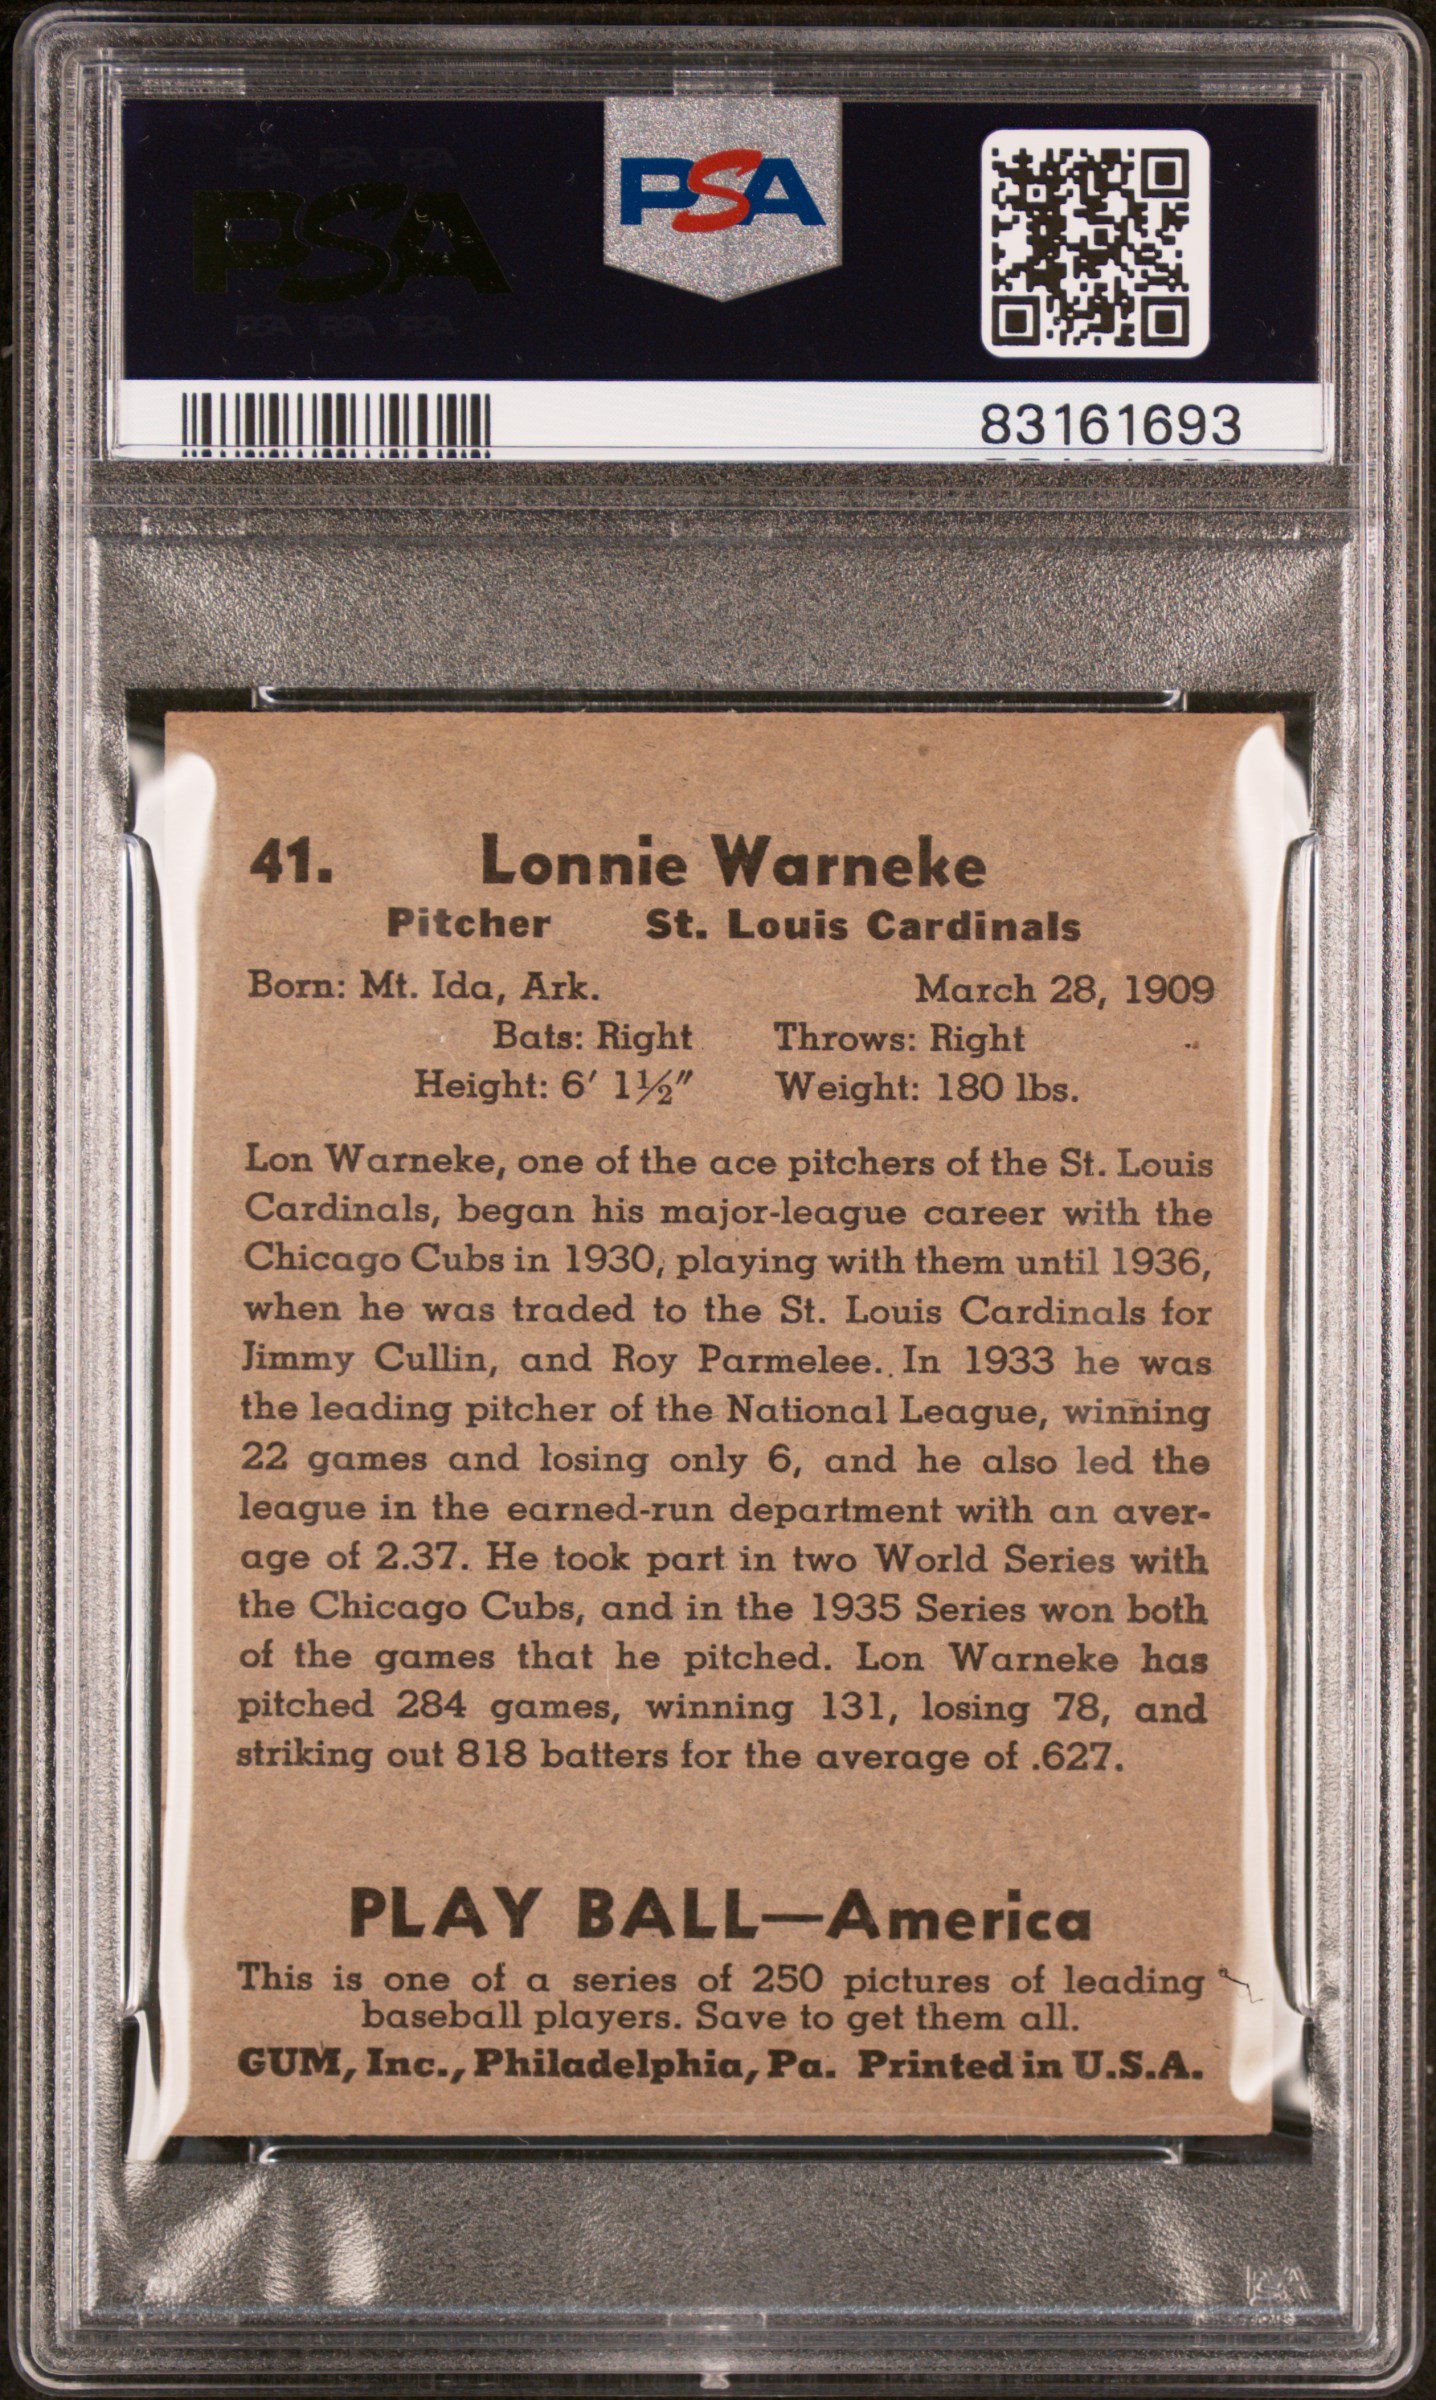 PSA PSA PSA
PSA
PSA PSA PSA
PSA
83161693
41. Lonnie Warneke
Pitcher St. Louis Cardinals
Born: Mt. Ida, Ark. March 28, 1909
Bats: Right Throws: Right
Height: 6' 1½" Weight: 180 lbs.
Lon Warneke, one of the ace pitchers of the St. Louis
Cardinals, began his major-league career with the
Chicago Cubs in 1930, playing with them until 1936,
when he was traded to the St. Louis Cardinals for
Jimmy Cullin, and Roy Parmelee. In 1933 he was
the leading pitcher of the National League, winning
22 games and losing only 6, and he also led the
league in the earned-run department with an aver-
age of 2.37. He took part in two World Series with
the Chicago Cubs, and in the 1935 Series won both
of the games that he pitched. Lon Warneke has
pitched 284 games, winning 131, losing 78, and
striking out 818 batters for the average of .627.
PLAY BALL—America
This is one of a series of 250 pictures of leading
baseball players. Save to get them all.
GUM, Inc., Philadelphia, Pa. Printed in U.S.A.